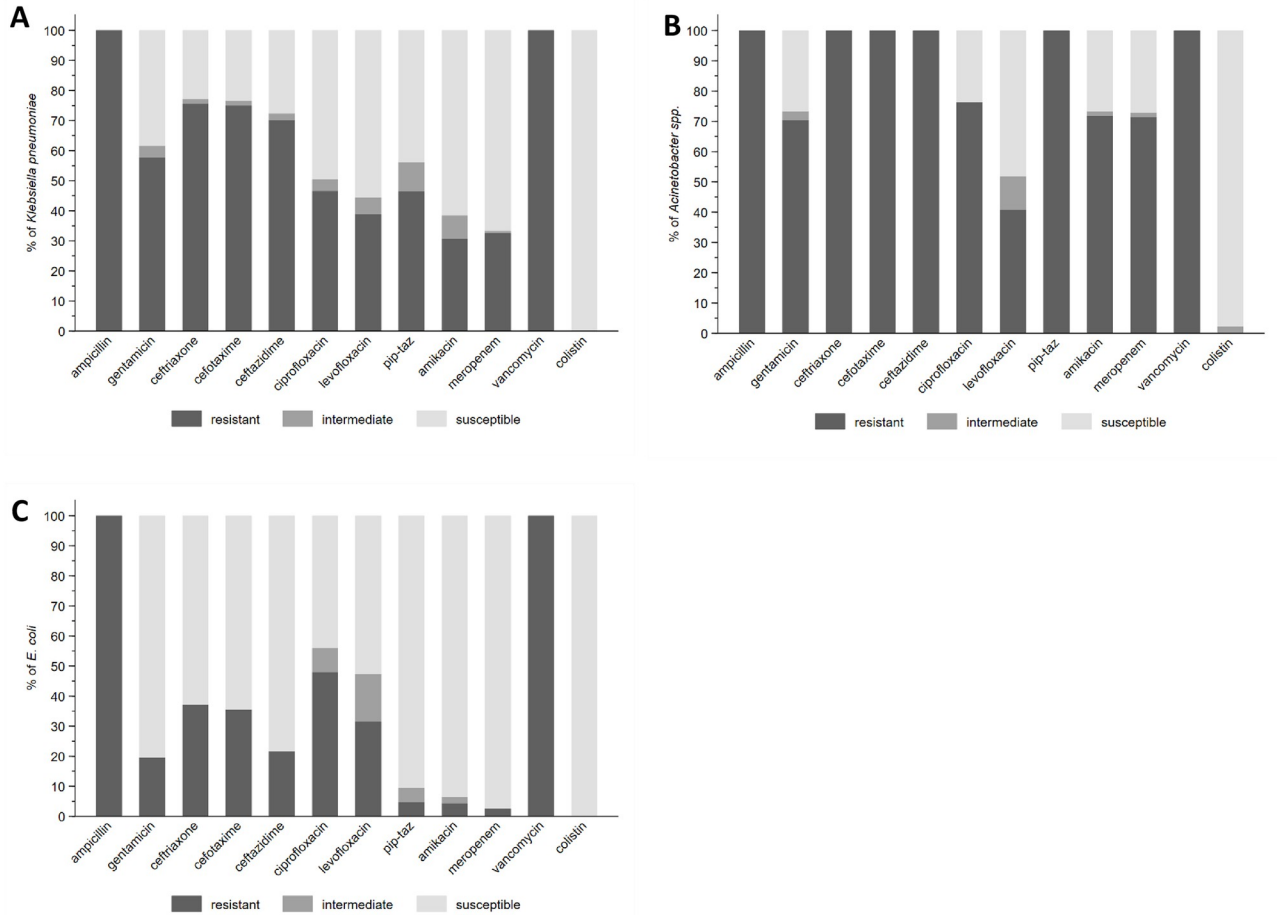 A
% of Klebsiella pneumoniae
100
90
80
70
60
50
40
30
20
10
0
ampicillin
gentamicin
ceftriaxone
cefotaxime
ceftazidime
ciprofloxacin
levofloxacin
pip-taz
amikacin
meropenem
vancomycin
colistin
resistant intermediate susceptible
B
% of Acinetobacter spp.
100
90
80
70
60
50
40
30
20
10
0
ampicillin
gentamicin
ceftriaxone
cefotaxime
ceftazidime
ciprofloxacin
levofloxacin
pip-taz
amikacin
meropenem
vancomycin
colistin
resistant intermediate susceptible
C
% of E. coli
100
90
80
70
60
50
40
30
20
10
0
ampicillin
gentamicin
ceftriaxone
cefotaxime
ceftazidime
ciprofloxacin
levofloxacin
pip-taz
amikacin
meropenem
vancomycin
colistin
resistant intermediate susceptible